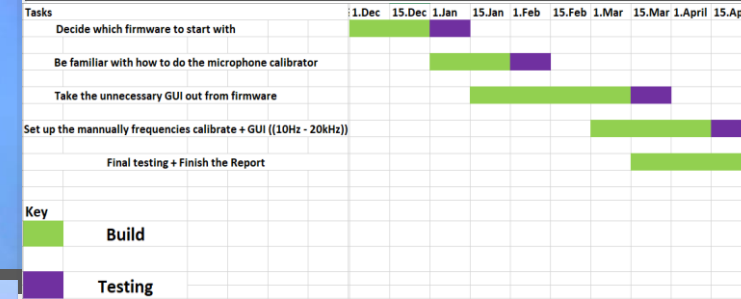 Tasks 1.Dec 15.Dec 1.Jan 15.Jan 1.Feb 15.Feb 1.Mar 15.Mar 1.April 15.Ap
Decide which firmware to start with
Be familiar with how to do the microphone calibrator
Take the unnecessary GUI out from firmware
Set up the mannually frequencies calibrate + GUI ((10Hz - 20kHz))
Final testing + Finish the Report
Key
Build
Testing